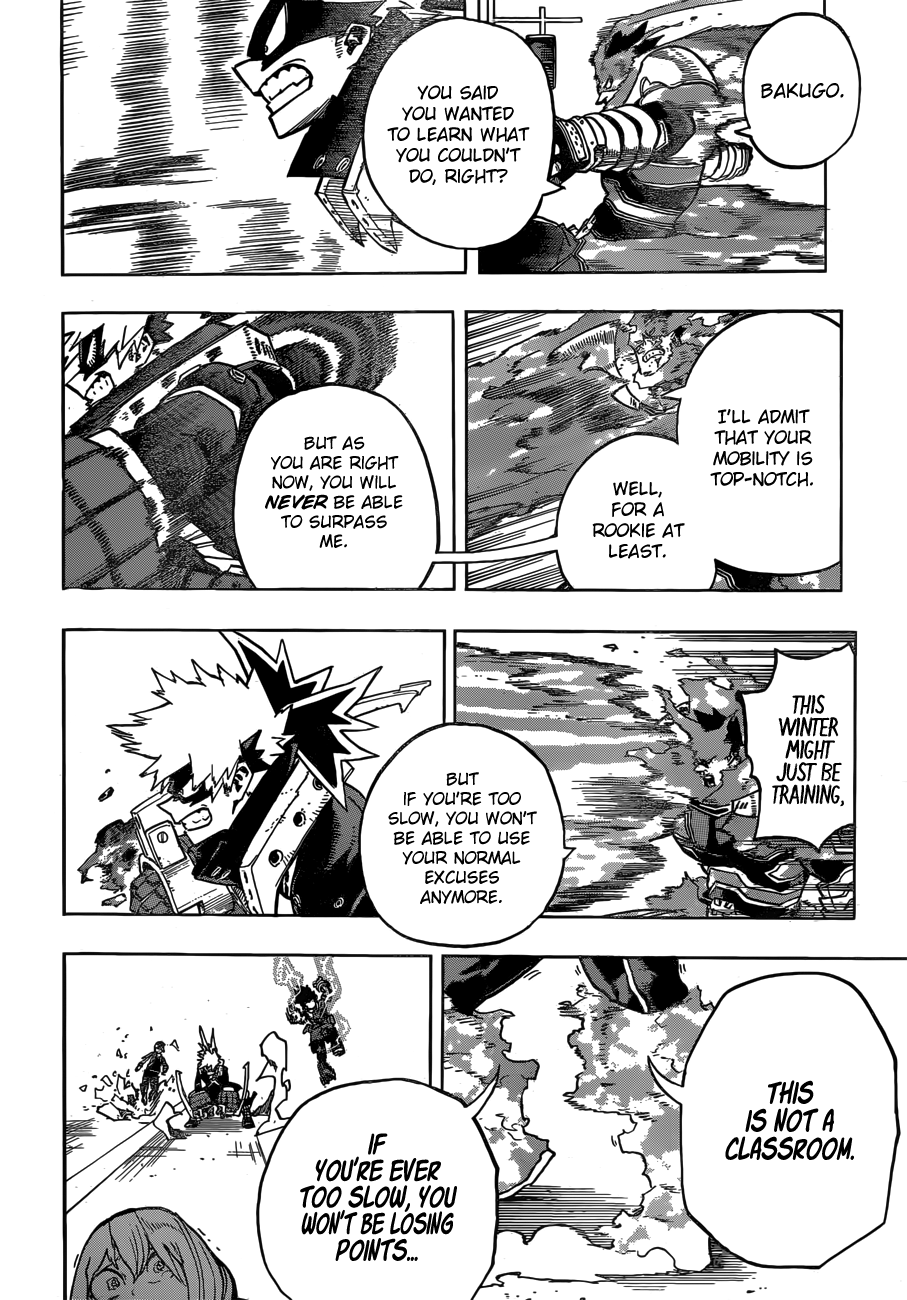 BAKUGO.
YOU SAID
YOU WANTED
TO LEARN WHAT
YOU COULDN'T
DO, RIGHT?
I'LL ADMIT
THAT YOUR
MOBILITY IS
TOP-NOTCH.
WELL,
FOR A
ROOKIE AT
LEAST.
BUT AS
YOU ARE RIGHT
NOW, YOU WILL
NEVER BE ABLE
TO SURPASS
ME.
THIS
WINTER
MIGHT
JUST BE
TRAINING,
BUT
IF YOU'RE TOO
SLOW, YOU WON'T
BE ABLE TO USE
YOUR NORMAL
EXCUSES
ANYMORE.
THIS
IS NOT A
CLASSROOM.
IF
YOU'RE EVER
TOO SLOW, YOU
WON'T BE LOSING
POINTS...